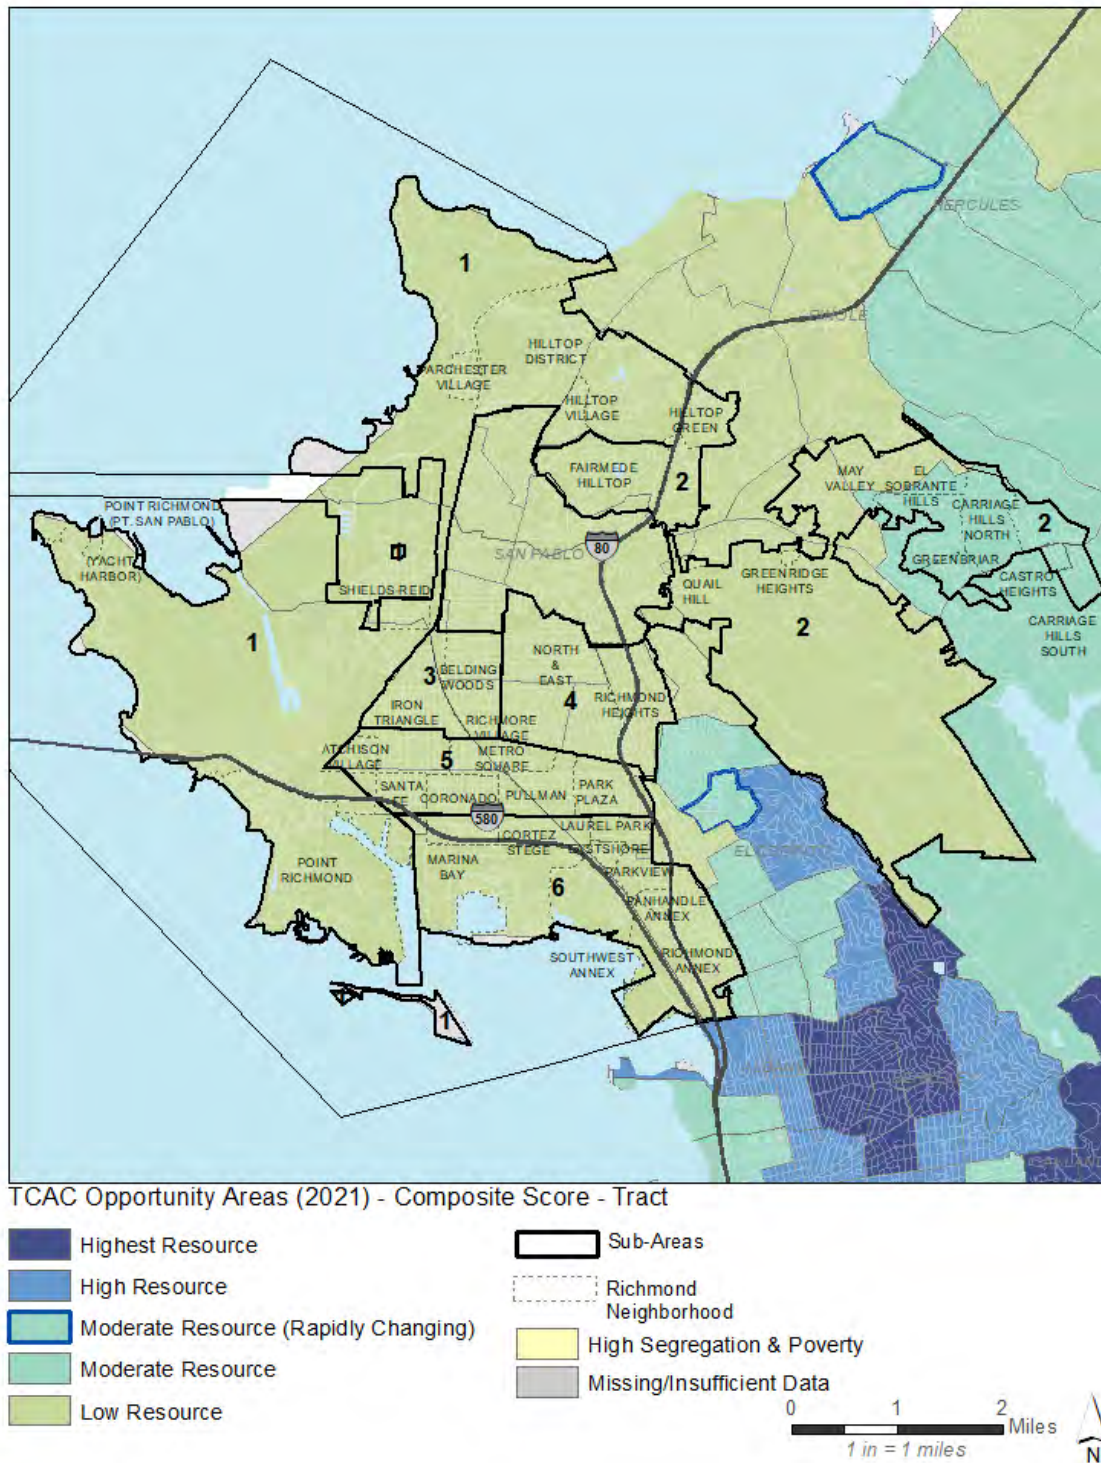 HERCULES
1
PINOLE
HILLTOP
DISTRICT
PARCHESTER
VILLAGE
HILLTOP
VILLAGE
HILLTOP
GREEN
FAIRMEDE
HILLTOP
2
MAY
VALLEY
EL
SOBRANTE
HILLS
CARRIAGE
HILLS
NORTH
2
POINT RICHMOND
(PT. SAN PABLO)
SAN PABLO
80
(YACHT
HARBOR)
SHIELDS-REID
QUAIL
HILL
GREENRIDGE
HEIGHTS
GREENBRIAR
CASTRO
HEIGHTS
CARRIAGE
HILLS
SOUTH
1
2
3
BELDING
WOODS
NORTH
&
EAST
4
IRON
TRIANGLE
RICHMORE
VILLAGE
RICHMOND
HEIGHTS
ATCHISON
VILLAGE
5
METRO
SQUARE
SANTA
FE
CORONADO
PULLMAN
PARK
PLAZA
580
LAUREL PARK
CORTEZ
STEGE
EASTSHORE
EL CERRITO
POINT
RICHMOND
MARINA
BAY
PARKVIEW
6
PANHANDLE
ANNEX
SOUTHWEST
ANNEX
RICHMOND
ANNEX
1
1
ALBANY
BERKELEY
OAKLAND
TCAC Opportunity Areas (2021) - Composite Score - Tract
Highest Resource
High Resource
Moderate Resource (Rapidly Changing)
Moderate Resource
Low Resource
Sub-Areas
Richmond
Neighborhood
High Segregation & Poverty
Missing/Insufficient Data
0 1 2
Miles
1 in = 1 miles
N